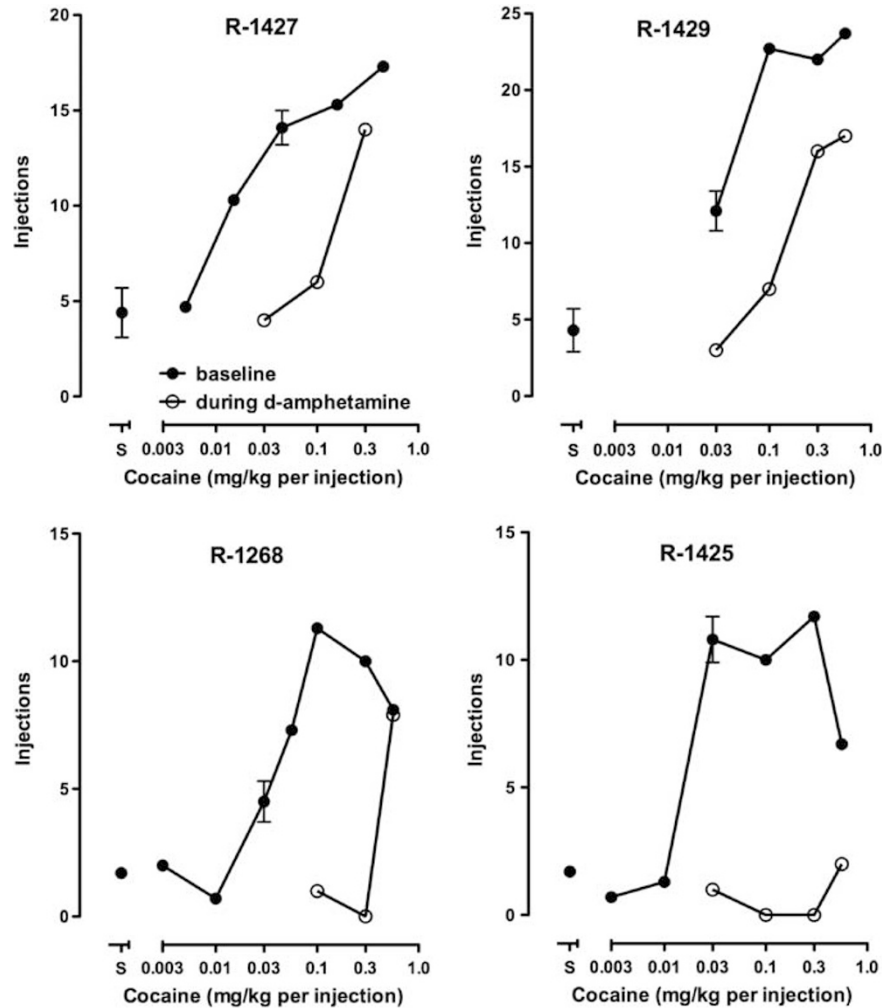 R-1427
20
15
10
5
0
Injections
baseline
during d-amphetamine
S 0.003 0.01 0.03 0.1 0.3 1.0
Cocaine (mg/kg per injection)
R-1429
25
20
15
10
5
0
Injections
S 0.003 0.01 0.03 0.1 0.3 1.0
Cocaine (mg/kg per injection)
R-1268
15
10
5
0
Injections
S 0.003 0.01 0.03 0.1 0.3 1.0
Cocaine (mg/kg per injection)
R-1425
15
10
5
0
Injections
S 0.003 0.01 0.03 0.1 0.3 1.0
Cocaine (mg/kg per injection)